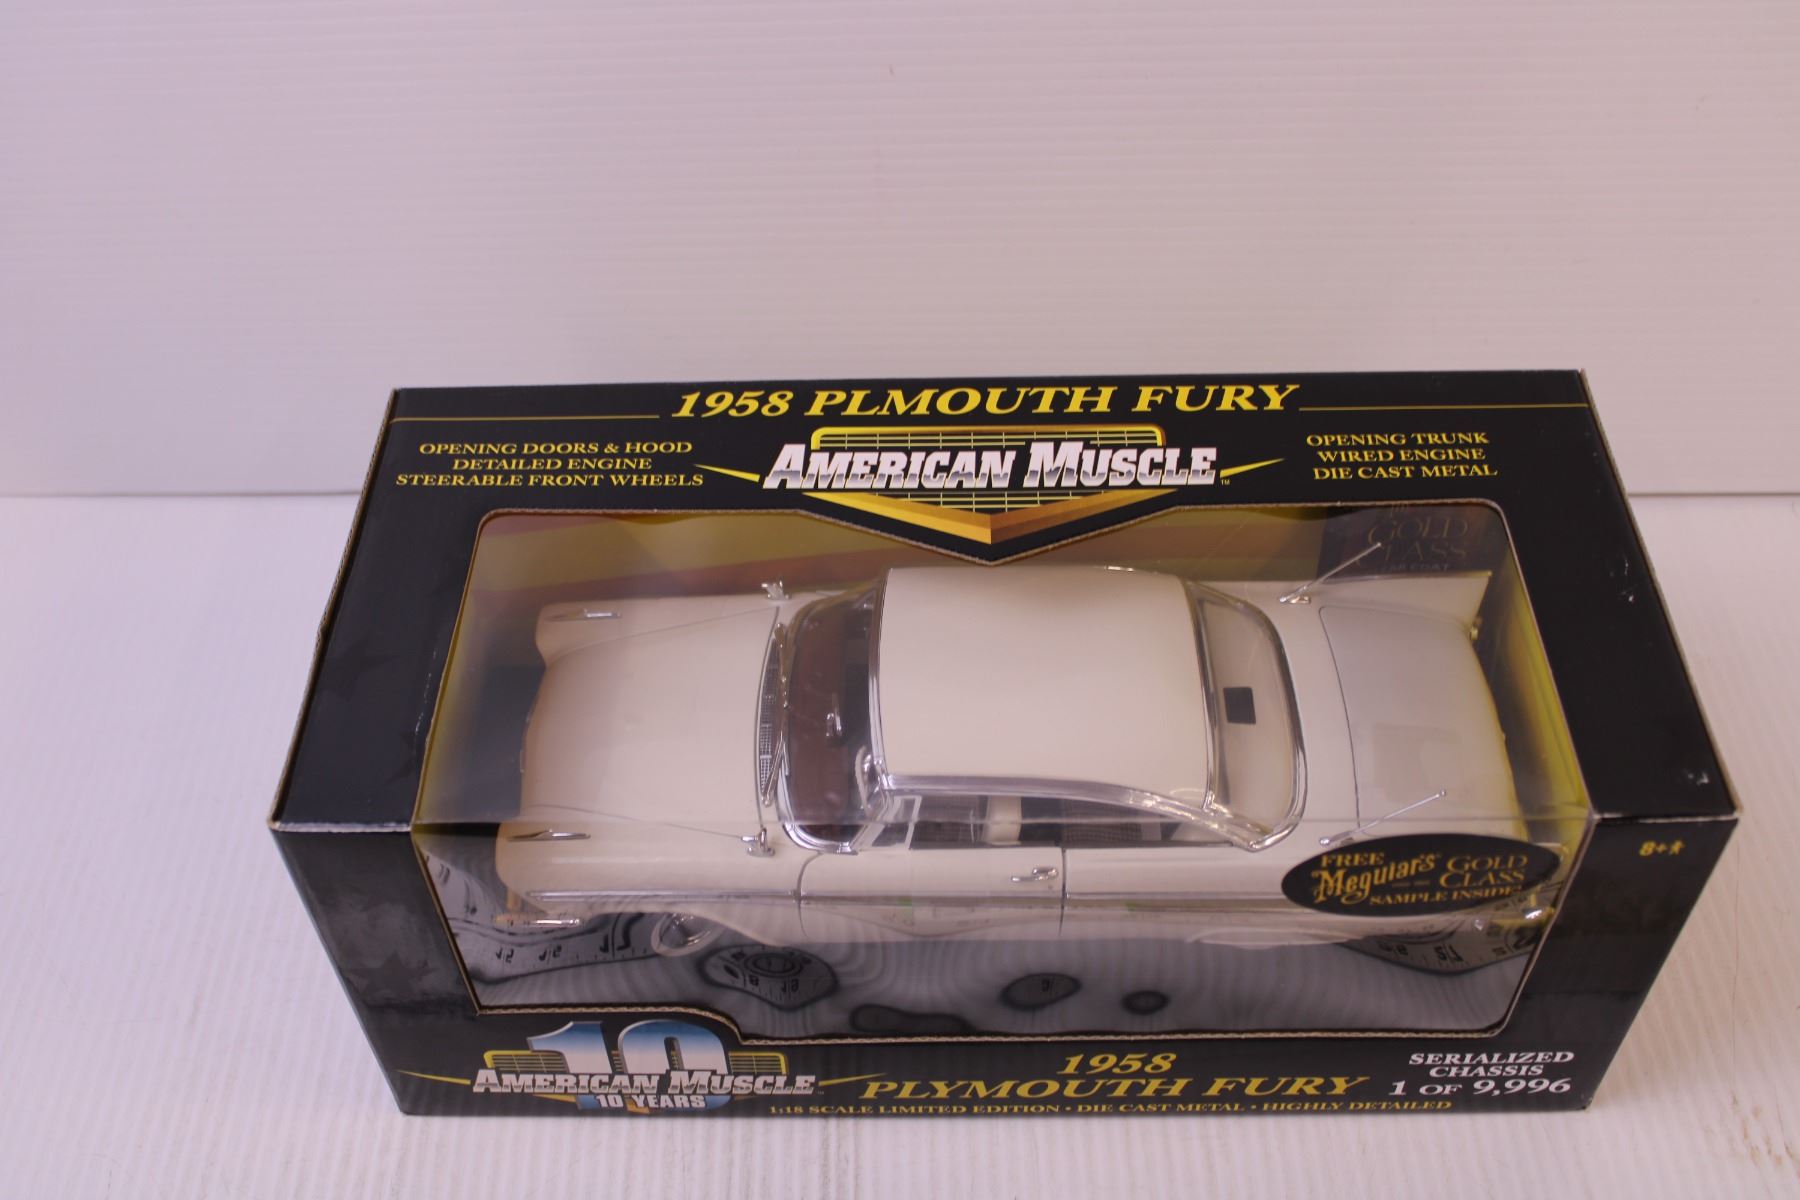 1958 PLMOUTH FURY
OPENING DOORS & HOOD
DETAILED ENGINE
STEERABLE FRONT WHEELS
AMERICAN MUSCLE™
OPENING TRUNK
WIRED ENGINE
DIE CAST METAL
GOLD
CLASS
FREE
Meguiar's
GOLD
CLASS
SAMPLE INSIDE!
8+
10
AMERICAN MUSCLE
10 YEARS
1958
PLYMOUTH FURY
1:18 SCALE LIMITED EDITION • DIE CAST METAL • HIGHLY DETAILED
SERIALIZED
CHASSIS
1 OF 9,996